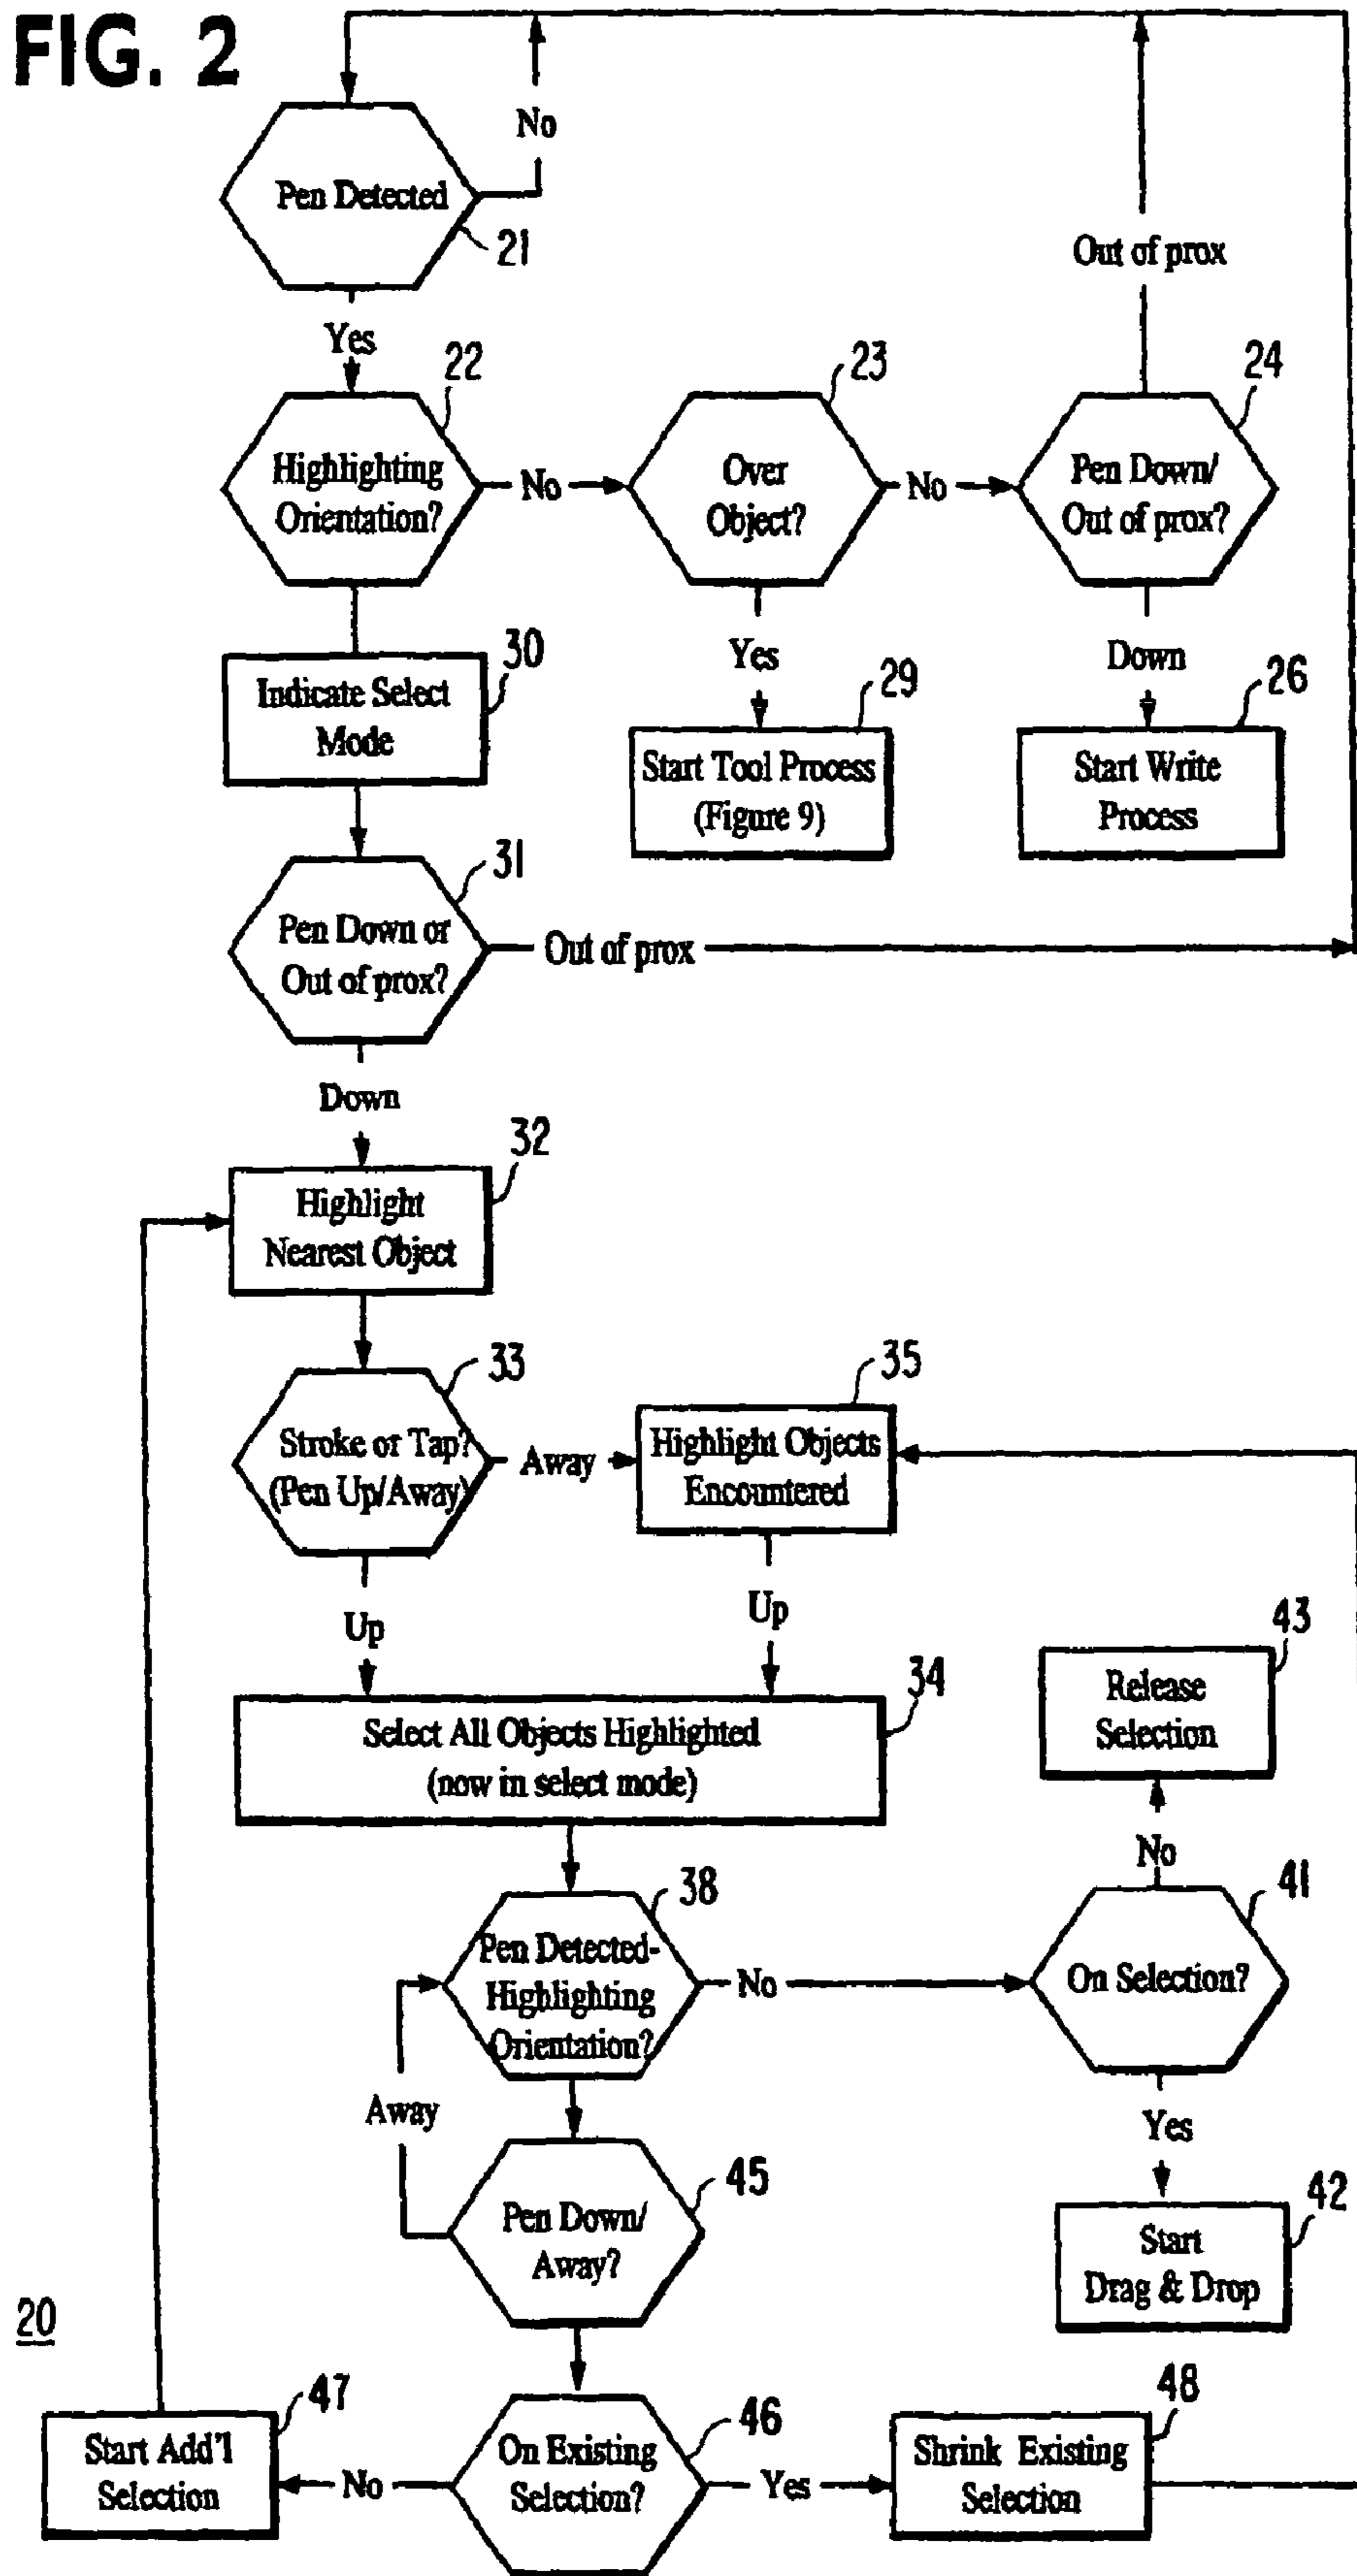 FIG. 2
No
Pen Detected
21
Out of prox
Yes
22
23
24
Highlighting
Orientation?
No
Over
Object?
No
Pen Down/
Out of prox?
30
Yes
Down
Indicate Select
Mode
29
26
Start Tool Process
(Figure 9)
Start Write
Process
31
Pen Down or
Out of prox?
Out of prox
Down
32
Highlight
Nearest Object
33
35
Stroke or Tap?
(Pen Up/Away)
Away
Highlight Objects
Encountered
Up
Up
43
34
Release
Selection
Select All Objects Highlighted
(now in select mode)
No
38
41
Pen Detected-
Highlighting
Orientation?
No
On Selection?
Away
Yes
45
42
Pen Down/
Away?
Start
Drag & Drop
20
47
46
48
Start Add'l
Selection
No
On Existing
Selection?
Yes
Shrink Existing
Selection